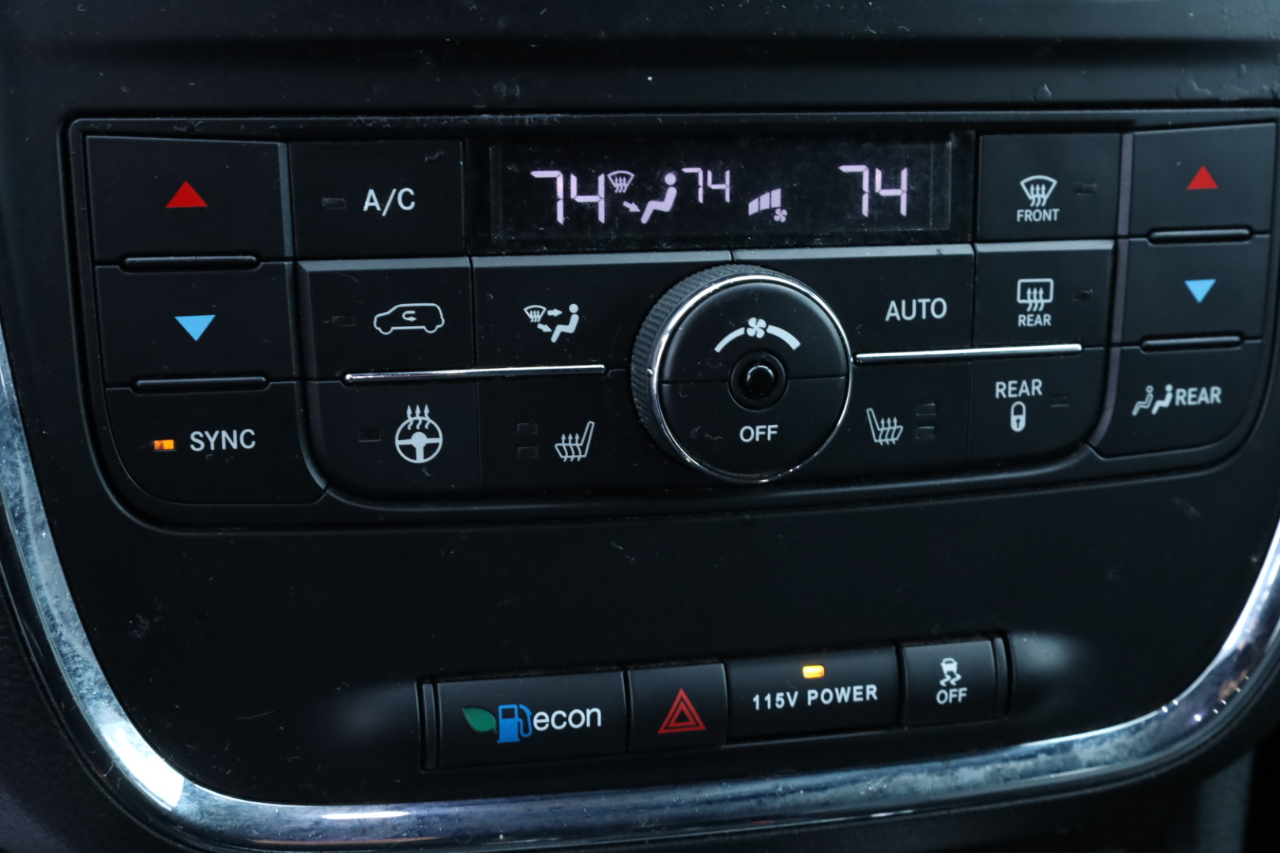 A/C
74 74 74
FRONT
AUTO
REAR
SYNC
OFF
REAR
REAR
econ
115V POWER
OFF